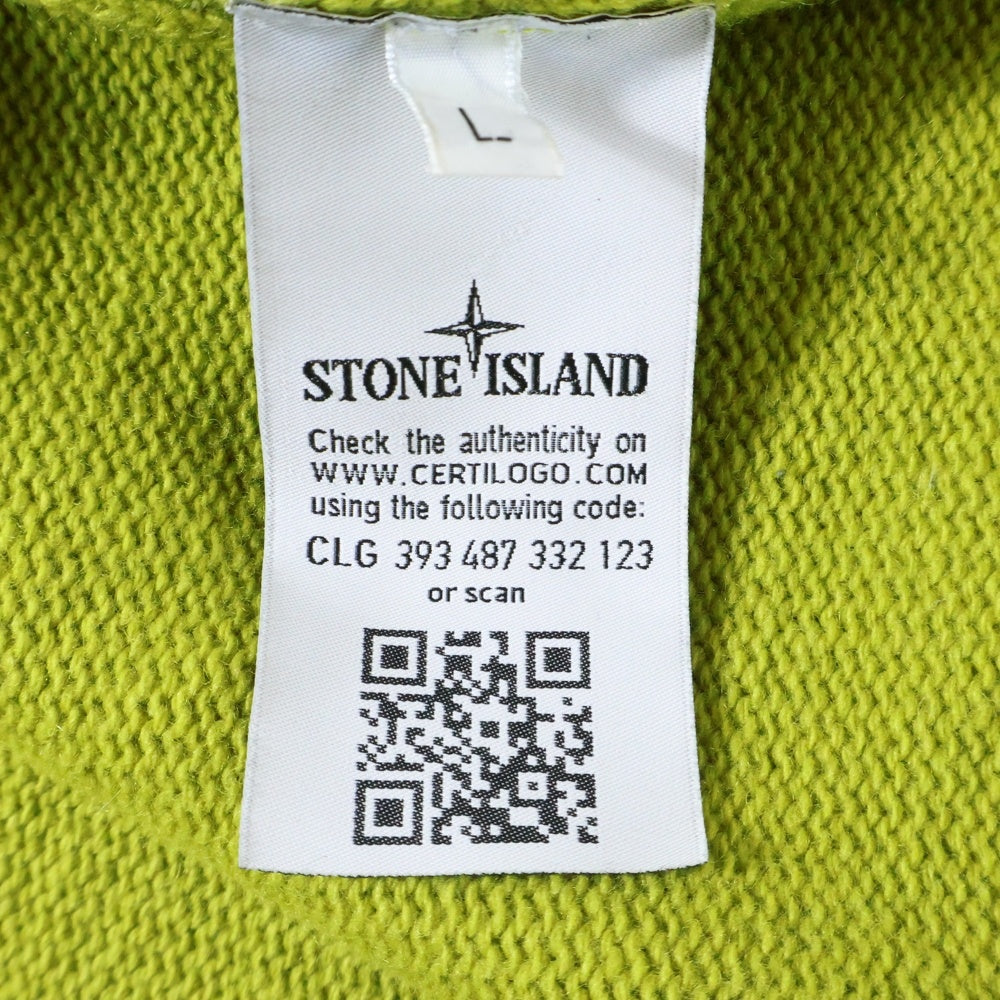 L.
STONE ISLAND
Check the authenticity on
WWW.CERTILOGO.COM
using the following code:
CLG 393 487 332 123
or scan